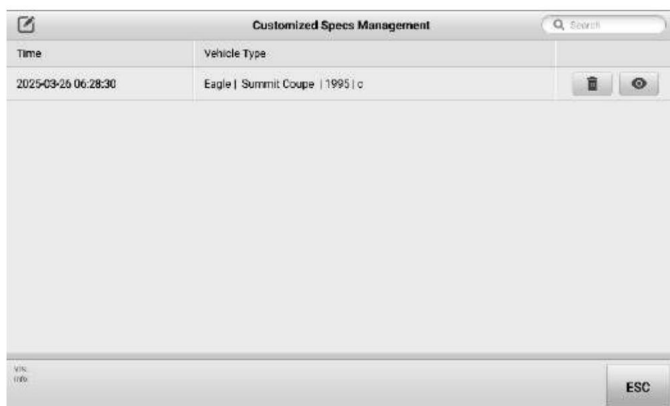 Customized Specs Management
Search
Time
Vehicle Type
2025-03-26 06:28:30
Eagle | Summit Coupe | 1995 | c
VIN:
Info
ESC